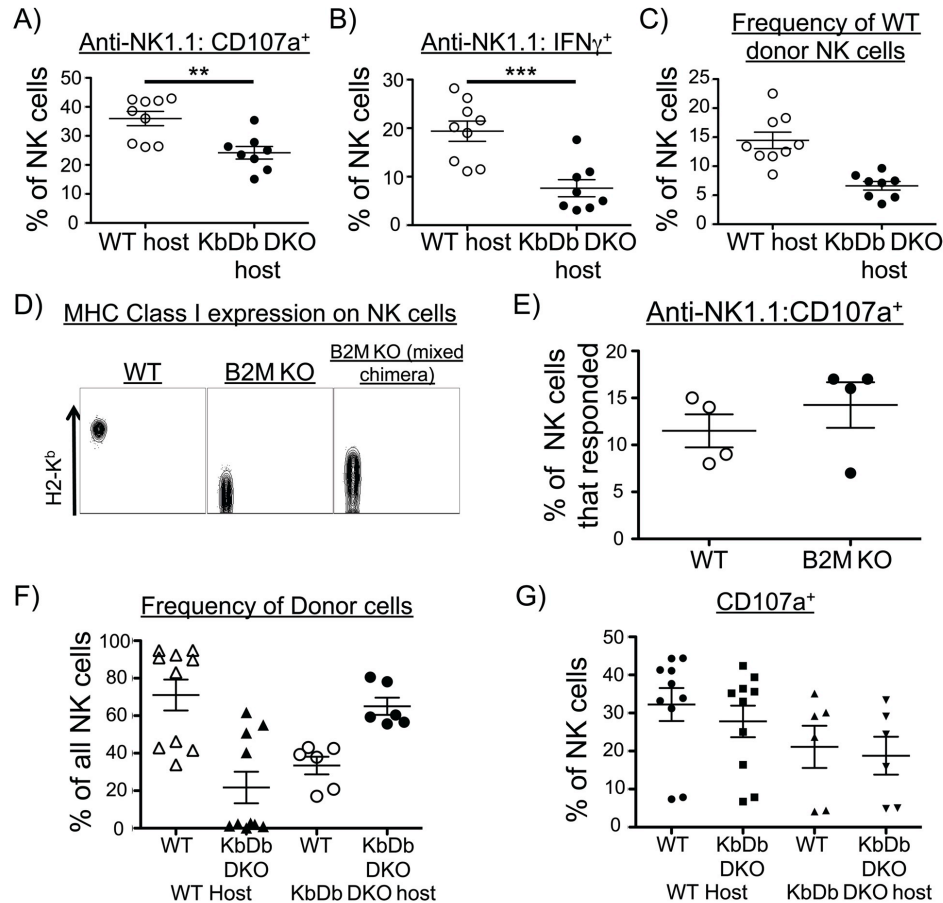 A)
Anti-NK1.1: CD107a⁺
% of NK cells
50
40
30
20
10
0
**
WT host
KbDb DKO
host
B)
Anti-NK1.1: IFNγ⁺
% of NK cells
30
20
10
0
***
WT host
KbDb DKO
host
C)
Frequency of WT
donor NK cells
% of NK cells
25
20
15
10
5
0
WT host
KbDb DKO
host
D)
MHC Class I expression on NK cells
WT
B2M KO
B2M KO (mixed
chimera)
H2-Kᵇ
E)
Anti-NK1.1:CD107a⁺
% of NK cells
that responded
20
15
10
5
0
WT
B2M KO
F)
Frequency of Donor cells
% of all NK cells
100
80
60
40
20
0
WT
KbDb
DKO
WT
KbDb
DKO
WT Host
KbDb DKO host
G)
CD107a⁺
% of NK cells
50
40
30
20
10
0
WT
KbDb
DKO
WT
KbDb
DKO
WT Host
KbDb DKO host